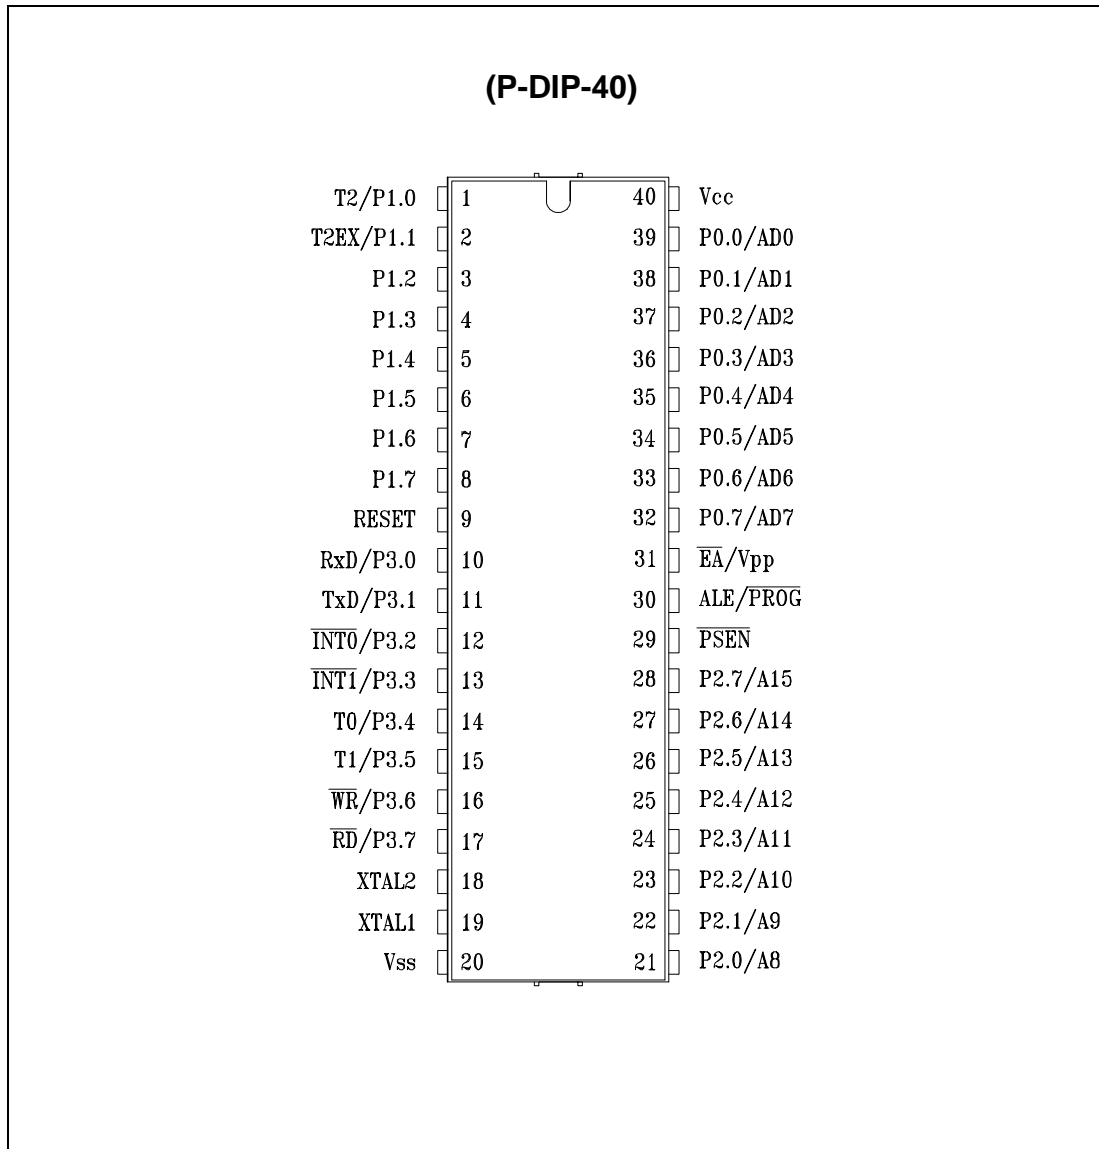 (P-DIP-40)
T2/P1.0 1 40 Vcc
T2EX/P1.1 2 39 P0.0/AD0
P1.2 3 38 P0.1/AD1
P1.3 4 37 P0.2/AD2
P1.4 5 36 P0.3/AD3
P1.5 6 35 P0.4/AD4
P1.6 7 34 P0.5/AD5
P1.7 8 33 P0.6/AD6
RESET 9 32 P0.7/AD7
RxD/P3.0 10 31 E̅A̅/Vpp
TxD/P3.1 11 30 ALE/P̅R̅O̅G̅
I̅N̅T̅0̅/P3.2 12 29 P̅S̅E̅N̅
I̅N̅T̅1̅/P3.3 13 28 P2.7/A15
T0/P3.4 14 27 P2.6/A14
T1/P3.5 15 26 P2.5/A13
W̅R̅/P3.6 16 25 P2.4/A12
R̅D̅/P3.7 17 24 P2.3/A11
XTAL2 18 23 P2.2/A10
XTAL1 19 22 P2.1/A9
Vss 20 21 P2.0/A8